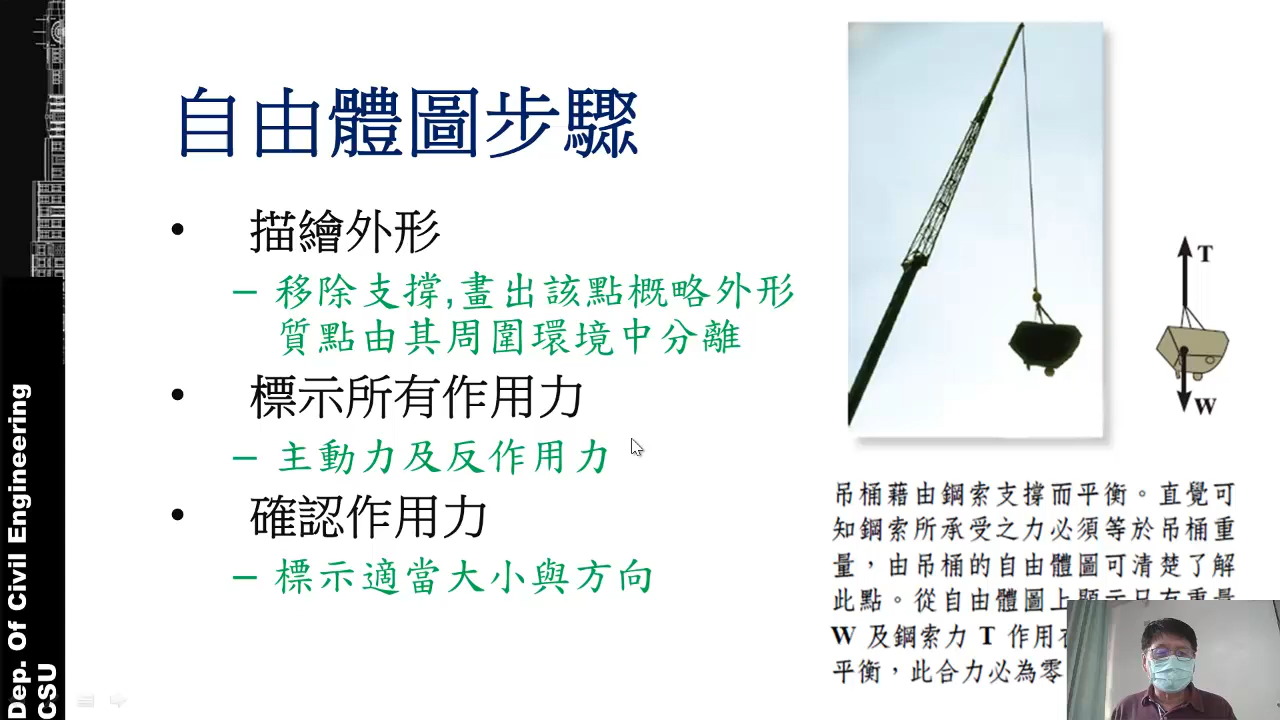 自由體圖步驟
• 描繪外形
– 移除支撐,畫出該點概略外形
質點由其周圍環境中分離
• 標示所有作用力
– 主動力及反作用力
• 確認作用力
– 標示適當大小與方向
T
W
吊桶藉由鋼索支撐而平衡。直覺可
知鋼索所承受之力必須等於吊桶重
量，由吊桶的自由體圖可清楚了解
此點。從自由體圖上顯示只有重量
W 及鋼索力 T 作用
平衡，此合力必為零
Dep. Of Civil Engineering
CSU